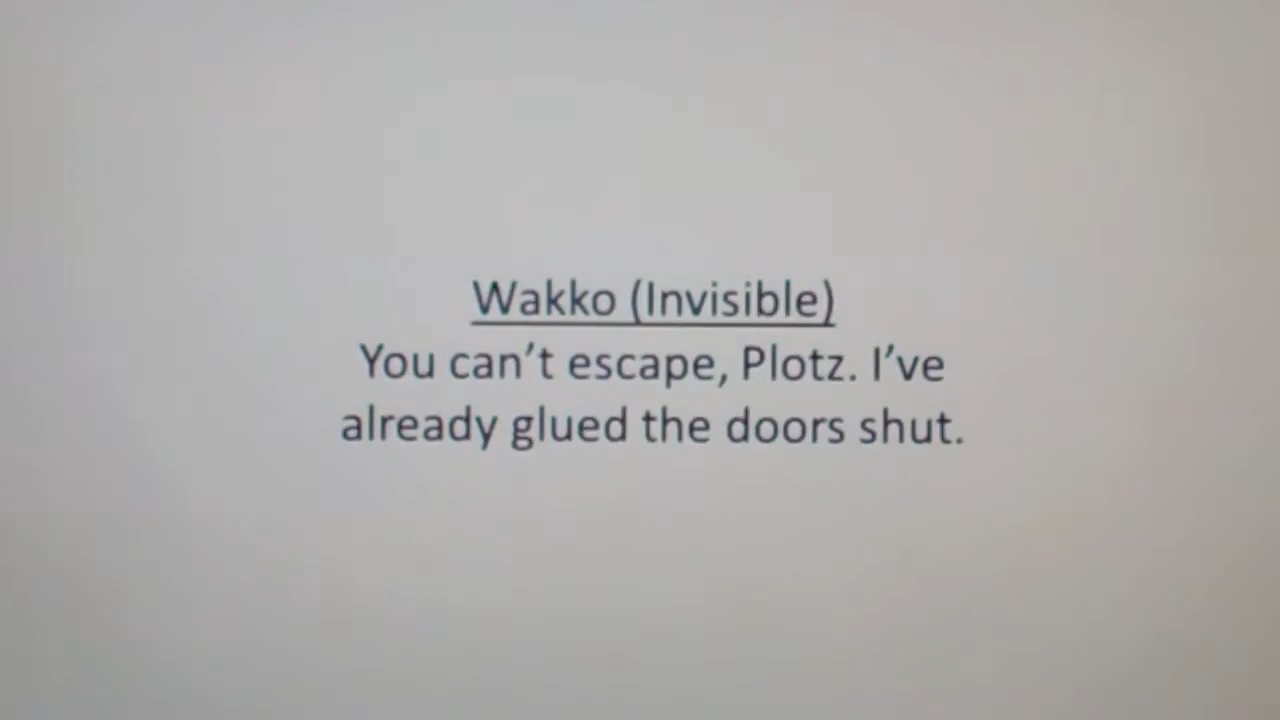 Wakko (Invisible)
You can’t escape, Plotz. I’ve
already glued the doors shut.